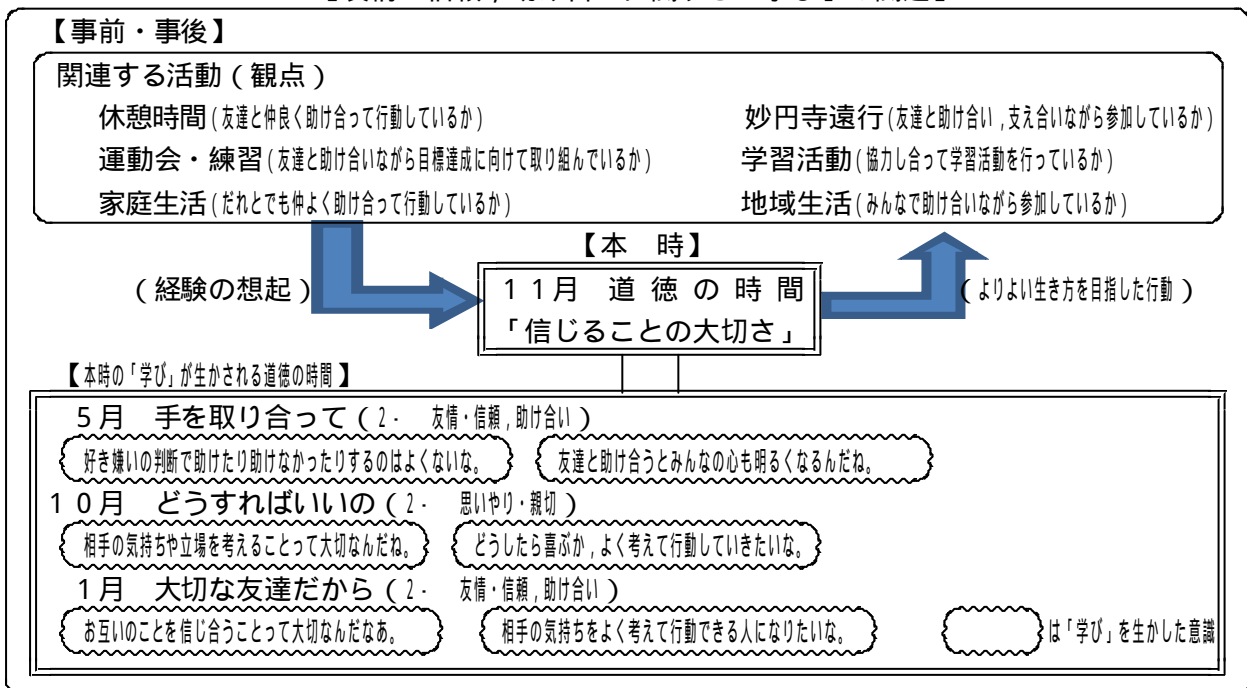 【事前・事後】
関連する活動（観点）
休憩時間(友達と仲良く助け合って行動しているか) 妙円寺遠行(友達と助け合い,支え合いながら参加しているか)
運動会・練習(友達と助け合いながら目標達成に向けて取り組んでいるか) 学習活動(協力し合って学習活動を行っているか)
家庭生活(だれとでも仲よく助け合って行動しているか) 地域生活(みんなで助け合いながら参加しているか)
【本　時】
（経験の想起） 11月　道徳の時間 （よりよい生き方を目指した行動）
「信じることの大切さ」
【本時の「学び」が生かされる道徳の時間】
5月　手を取り合って（2-　友情・信頼,助け合い）
好き嫌いの判断で助けたり助けなかったりするのはよくないな。 友達と助け合うとみんなの心も明るくなるんだね。
10月　どうすればいいの（2-　思いやり・親切）
相手の気持ちや立場を考えることって大切なんだね。 どうしたら喜ぶか,よく考えて行動していきたいな。
1月　大切な友達だから（2-　友情・信頼,助け合い）
お互いのことを信じ合うことって大切なんだなあ。 相手の気持ちをよく考えて行動できる人になりたいな。 は「学び」を生かした意識